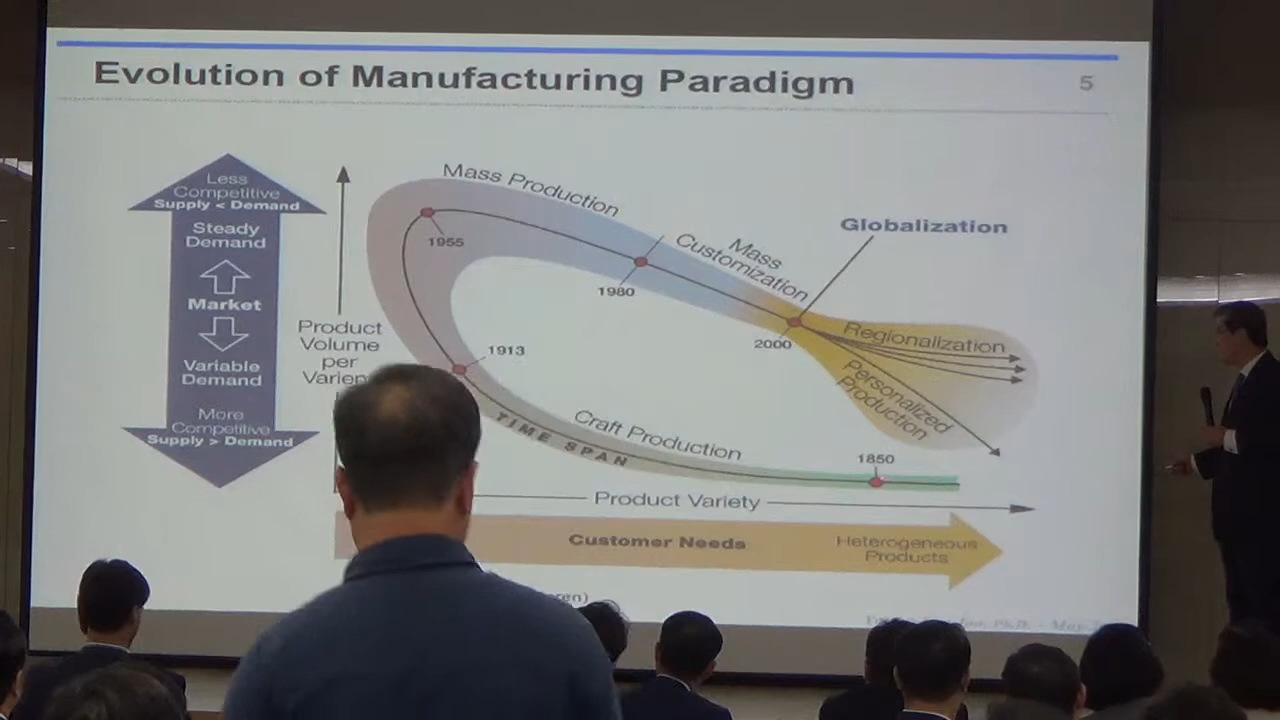 Evolution of Manufacturing Paradigm
5
Less
Competitive
Supply < Demand
Steady
Demand
Market
Variable
Demand
More
Competitive
Supply > Demand
Product
Volume
per
Mass Production
1955
1980
Mass
Customization
Globalization
2000
Regionalization
Personalized
Production
1913
Craft Production
TIME SPAN
1850
Product Variety
Customer Needs
Heterogeneous
Products